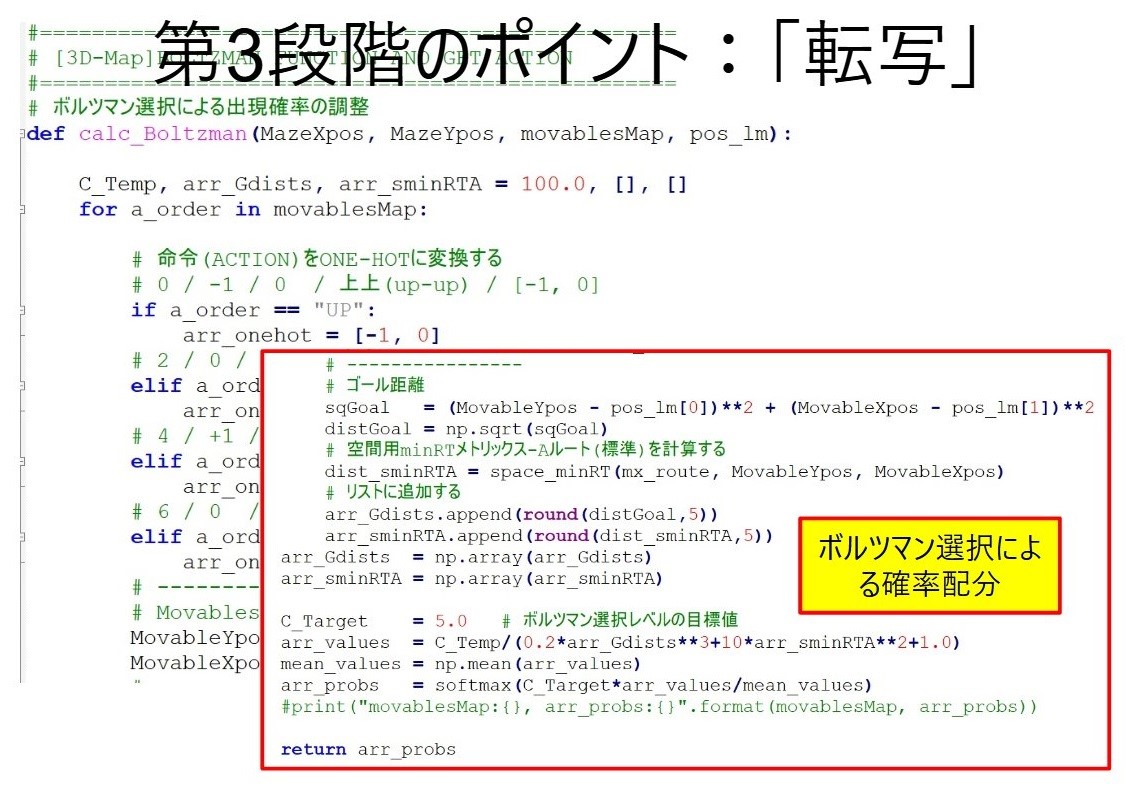 第3段階のポイント：「転写」
#=================================================
# [3D-Map]BOLTZMAN FUNCTION AND GET ACTION
#=================================================
# ボルツマン選択による出現確率の調整
def calc_Boltzman(MazeXpos, MazeYpos, movablesMap, pos_lm):
C_Temp, arr_Gdists, arr_sminRTA = 100.0, [], []
for a_order in movablesMap:
# 命令(ACTION)をONE-HOTに変換する
# 0 / -1 / 0 / 上上(up-up) / [-1, 0]
if a_order == "UP":
arr_onehot = [-1, 0]
# 2 / 0 /
elif a_ord
arr_on
# 4 / +1 /
elif a_ord
arr_on
# 6 / 0 /
elif a_ord
arr_on
# --------
# Movables
MovableYpo
MovableXpo
# ----------------
# ゴール距離
sqGoal = (MovableYpos - pos_lm[0])**2 + (MovableXpos - pos_lm[1])**2
distGoal = np.sqrt(sqGoal)
# 空間用minRTメトリックス-Aルート(標準)を計算する
dist_sminRTA = space_minRT(mx_route, MovableYpos, MovableXpos)
# リストに追加する
arr_Gdists.append(round(distGoal,5))
arr_sminRTA.append(round(dist_sminRTA,5))
arr_Gdists = np.array(arr_Gdists)
arr_sminRTA = np.array(arr_sminRTA)
C_Target = 5.0 # ボルツマン選択レベルの目標値
arr_values = C_Temp/(0.2*arr_Gdists**3+10*arr_sminRTA**2+1.0)
mean_values = np.mean(arr_values)
arr_probs = softmax(C_Target*arr_values/mean_values)
#print("movablesMap:{}, arr_probs:{}".format(movablesMap, arr_probs))
return arr_probs
ボルツマン選択によ
る確率配分